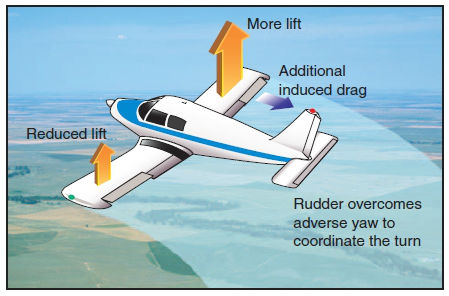 More lift
Additional
induced drag
Reduced lift
Rudder overcomes
adverse yaw to
coordinate the turn